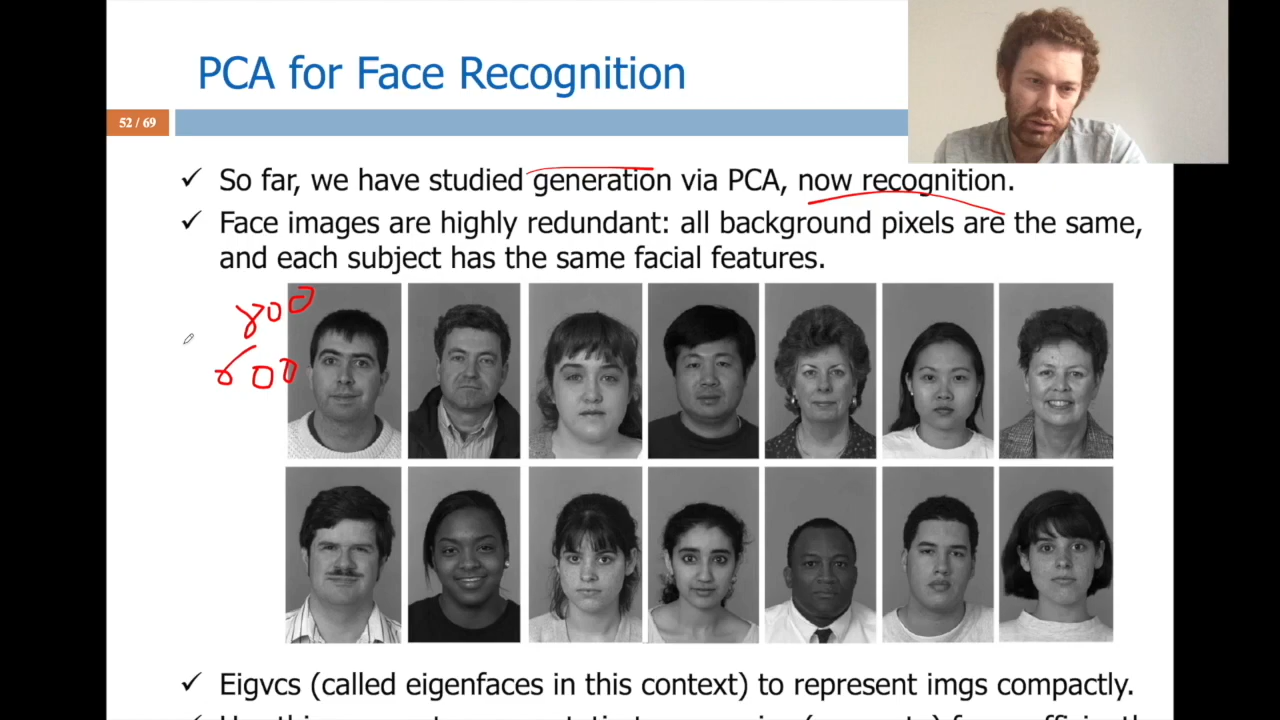 PCA for Face Recognition
52 / 69
✓ So far, we have studied generation via PCA, now recognition.
✓ Face images are highly redundant: all background pixels are the same,
and each subject has the same facial features.
800
600
✓ Eigvcs (called eigenfaces in this context) to represent imgs compactly.